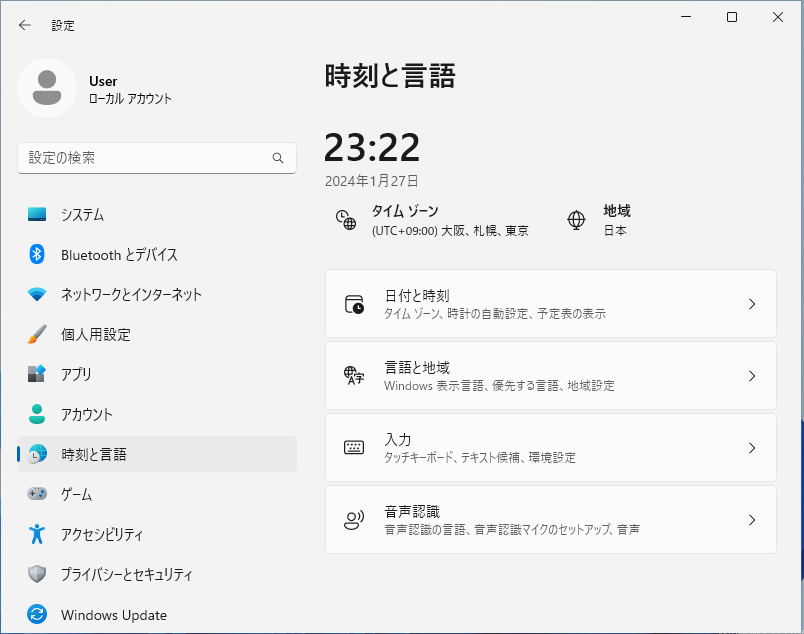 設定
User
ローカル アカウント
設定の検索
システム
Bluetooth とデバイス
ネットワークとインターネット
個人用設定
アプリ
アカウント
時刻と言語
ゲーム
アクセシビリティ
プライバシーとセキュリティ
Windows Update
時刻と言語
23:22
2024年1月27日
タイム ゾーン
(UTC+09:00) 大阪、札幌、東京
地域
日本
日付と時刻
タイム ゾーン、時計の自動設定、予定表の表示
言語と地域
Windows 表示言語、優先する言語、地域設定
入力
タッチキーボード、テキスト候補、環境設定
音声認識
音声認識の言語、音声認識マイクのセットアップ、音声